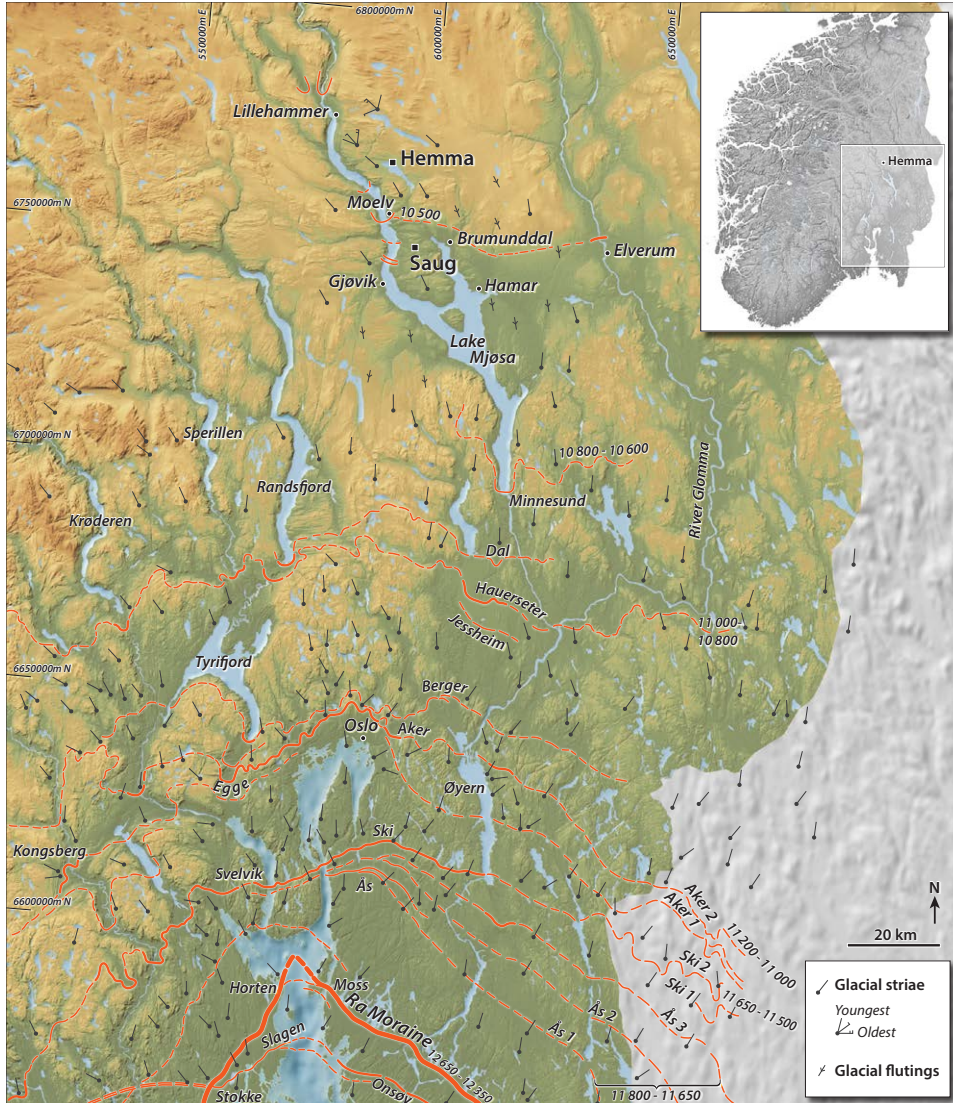 550000m E
6800000m N
600000m E
650000m E
Lillehammer
Hemma
Hemma
6750000m N
Moelv
10 500
Brumunddal
Elverum
Saug
Gjøvik
Hamar
Lake
Mjøsa
6700000m N
Sperillen
10 800 - 10 600
Randsfjord
Minnesund
River Glomma
Krøderen
Dal
Hauerseter
Jessheim
11 000-
10 800
6650000m N
Tyrifjord
Berger
Oslo
Aker
Egge
Øyern
Ski
Kongsberg
Svelvik
Ås
Aker 2
Aker 1
11 200 - 11 000
6600000m N
N
20 km
Ski 2
Ski 1
11 650 - 11 500
Horten
Moss
Ra Moraine
Ås 2
Ås 3
Ås 1
Slagen
12 650 - 12 350
Stokke
Onsøy
11 800 - 11 650
Glacial striae
Youngest
Oldest
Glacial flutings